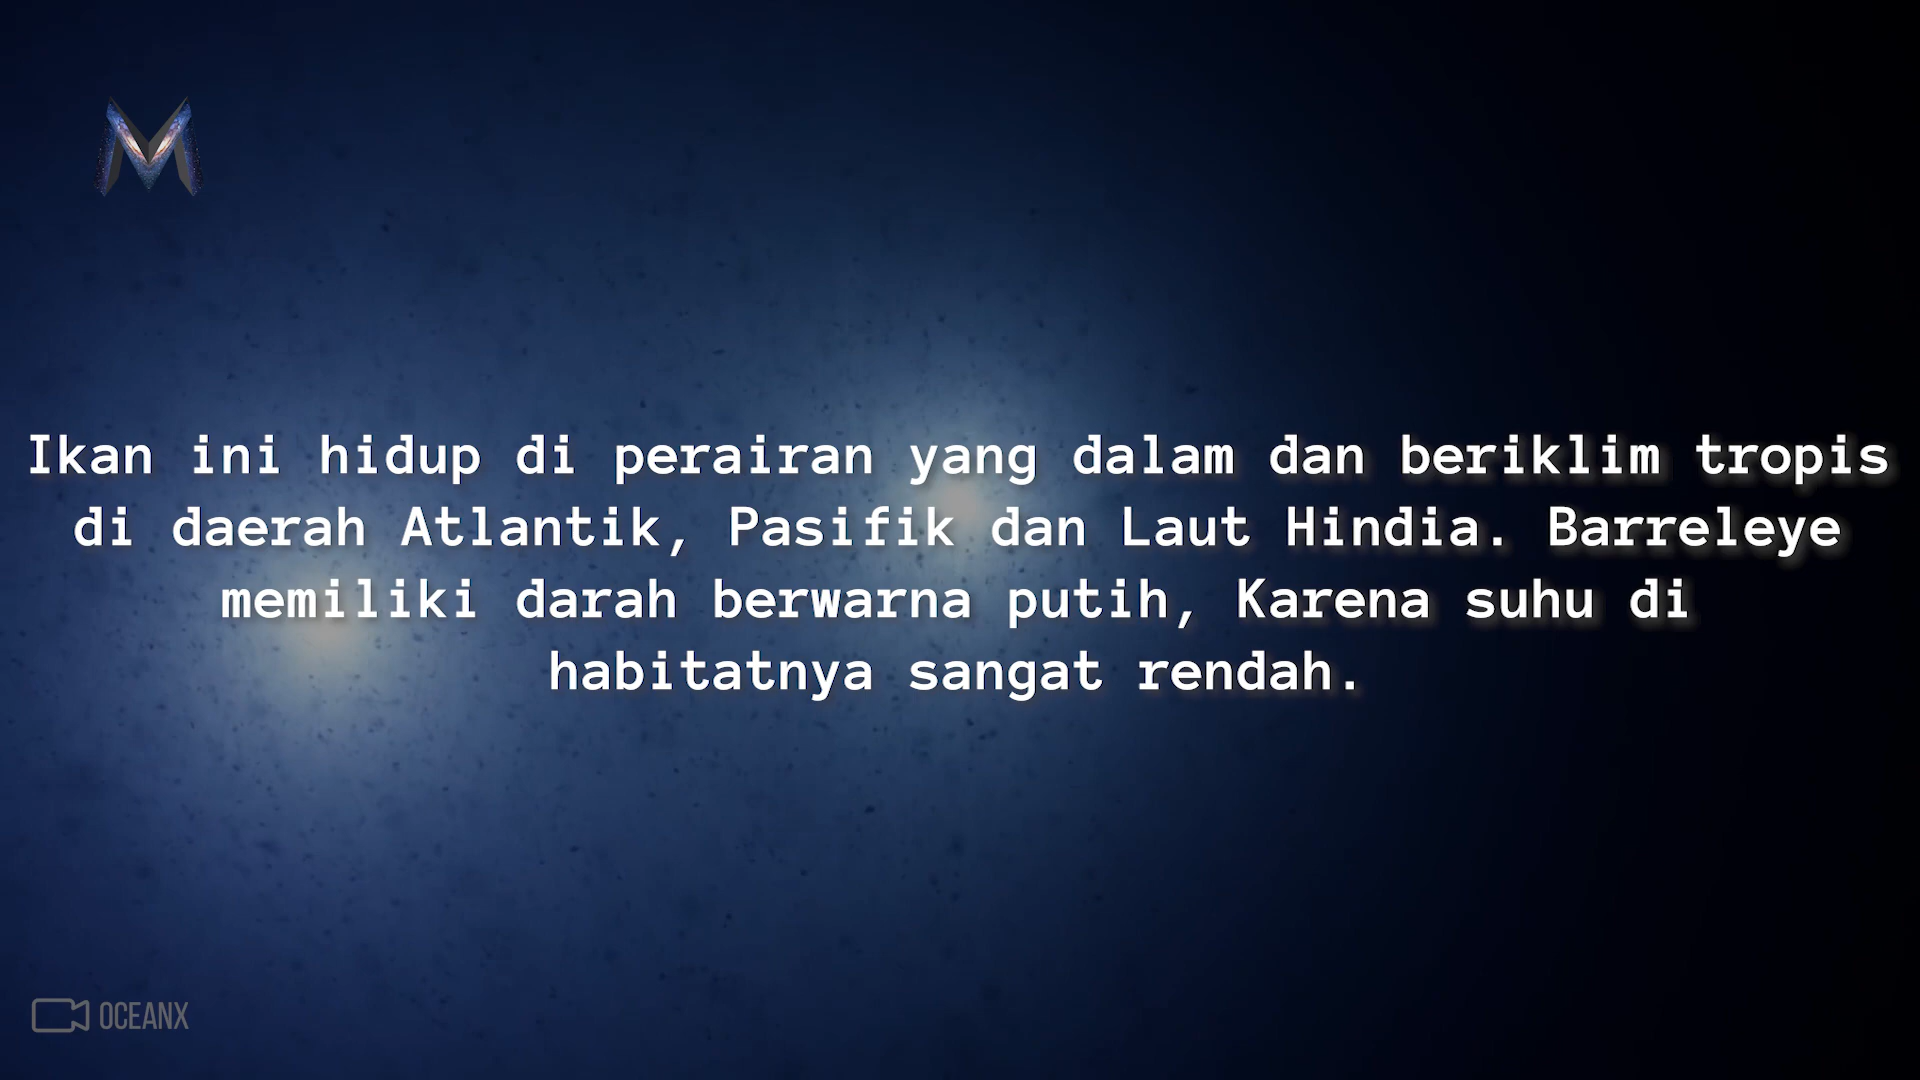 M
Ikan ini hidup di perairan yang dalam dan beriklim tropis
di daerah Atlantik, Pasifik dan Laut Hindia. Barreleye
memiliki darah berwarna putih, Karena suhu di
habitatnya sangat rendah.
OCEANX